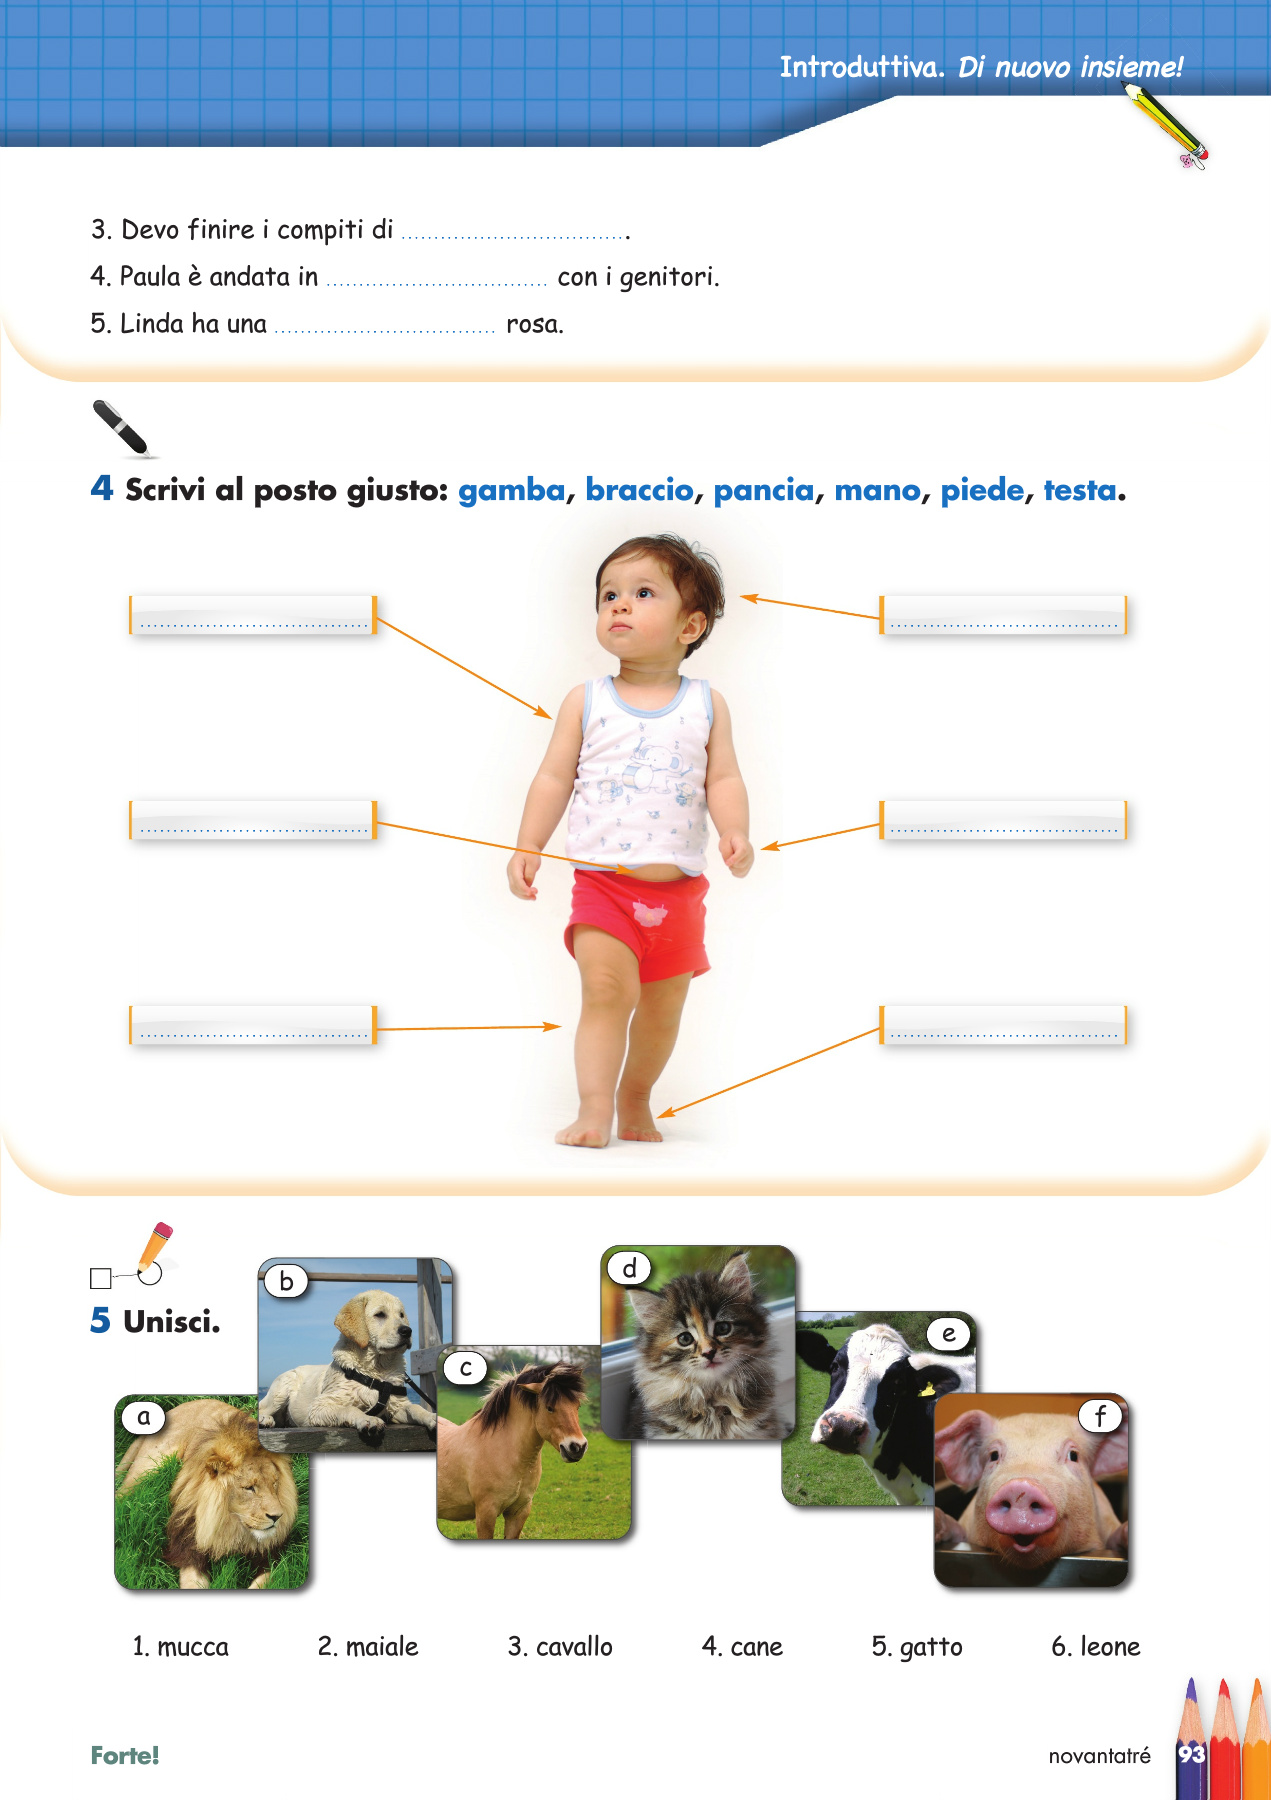 Introduttiva. Di nuovo insieme!
3. Devo finire i compiti di ..................................
4. Paula è andata in .................................. con i genitori.
5. Linda ha una .................................. rosa.
4 Scrivi al posto giusto: gamba, braccio, pancia, mano, piede, testa.
5 Unisci.
a
b
c
d
e
f
1. mucca 2. maiale 3. cavallo 4. cane 5. gatto 6. leone
Forte! novantatré 93